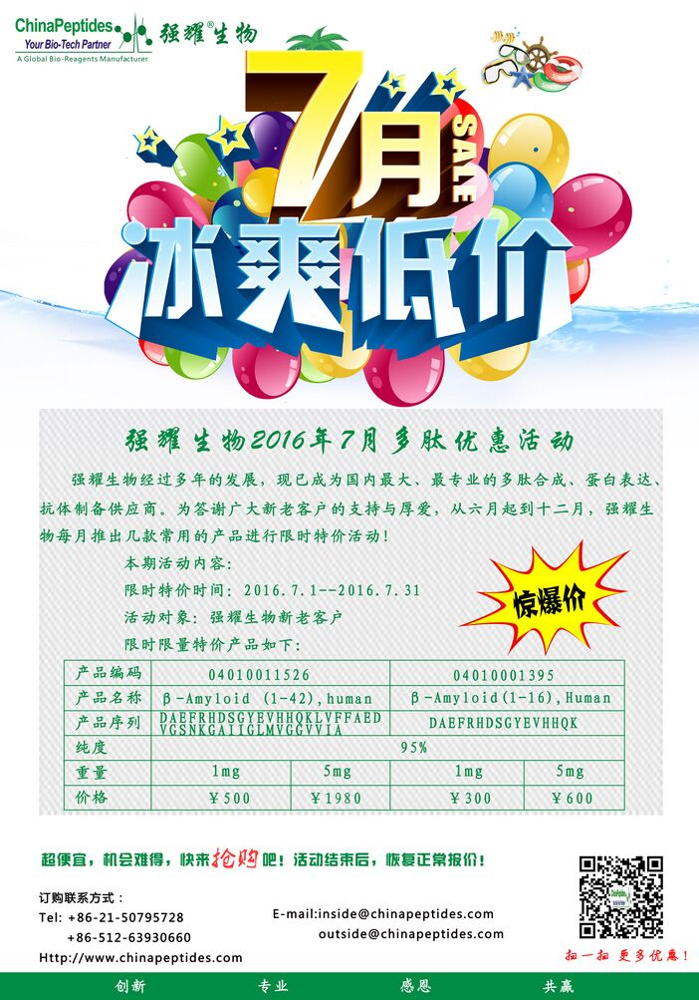 ChinaPeptides
Your Bio-Tech Partner
A Global Bio-Reagents Manufacturer
强耀®生物
7月
SALE
冰爽低价
强耀生物2016年7月多肽优惠活动
强耀生物经过多年的发展，现已成为国内最大、最专业的多肽合成、蛋白表达、
抗体制备供应商。为答谢广大新老客户的支持与厚爱，从六月起到十二月，强耀生
物每月推出几款常用的产品进行限时特价活动！
本期活动内容：
限时特价时间：2016.7.1--2016.7.31
活动对象：强耀生物新老客户
限时限量特价产品如下：
惊爆价
产品编码 04010011526 04010001395
产品名称 β-Amyloid (1-42),human β-Amyloid(1-16),Human
产品序列 DAEFRHDSGYEVHHQKLVFFAED
VGSNKGAIIGLMVGGVVIA DAEFRHDSGYEVHHQK
纯度 95%
重量 1mg 5mg 1mg 5mg
价格 ￥500 ￥1980 ￥300 ￥600
超便宜，机会难得，快来抢购吧！活动结束后，恢复正常报价！
订购联系方式：
Tel: +86-21-50795728
+86-512-63930660
Http://www.chinapeptides.com
E-mail:inside@chinapeptides.com
outside@chinapeptides.com
扫一扫 更多优惠！
创新 专业 感恩 共赢